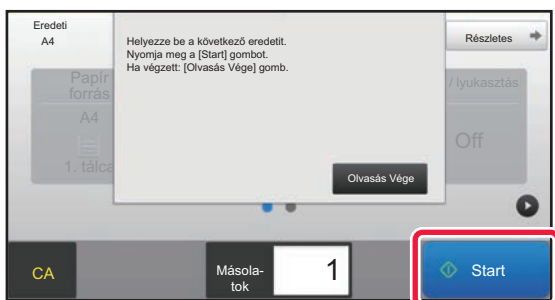 Eredeti
A4
Helyezze be a következő eredetit.
Nyomja meg a [Start] gombot.
Ha végzett: [Olvasás Vége] gomb.
Részletes
Papír
forrás
A4
1. tálca
/ lyukasztás
Off
Olvasás Vége
CA
Másola-
tok
1
Start